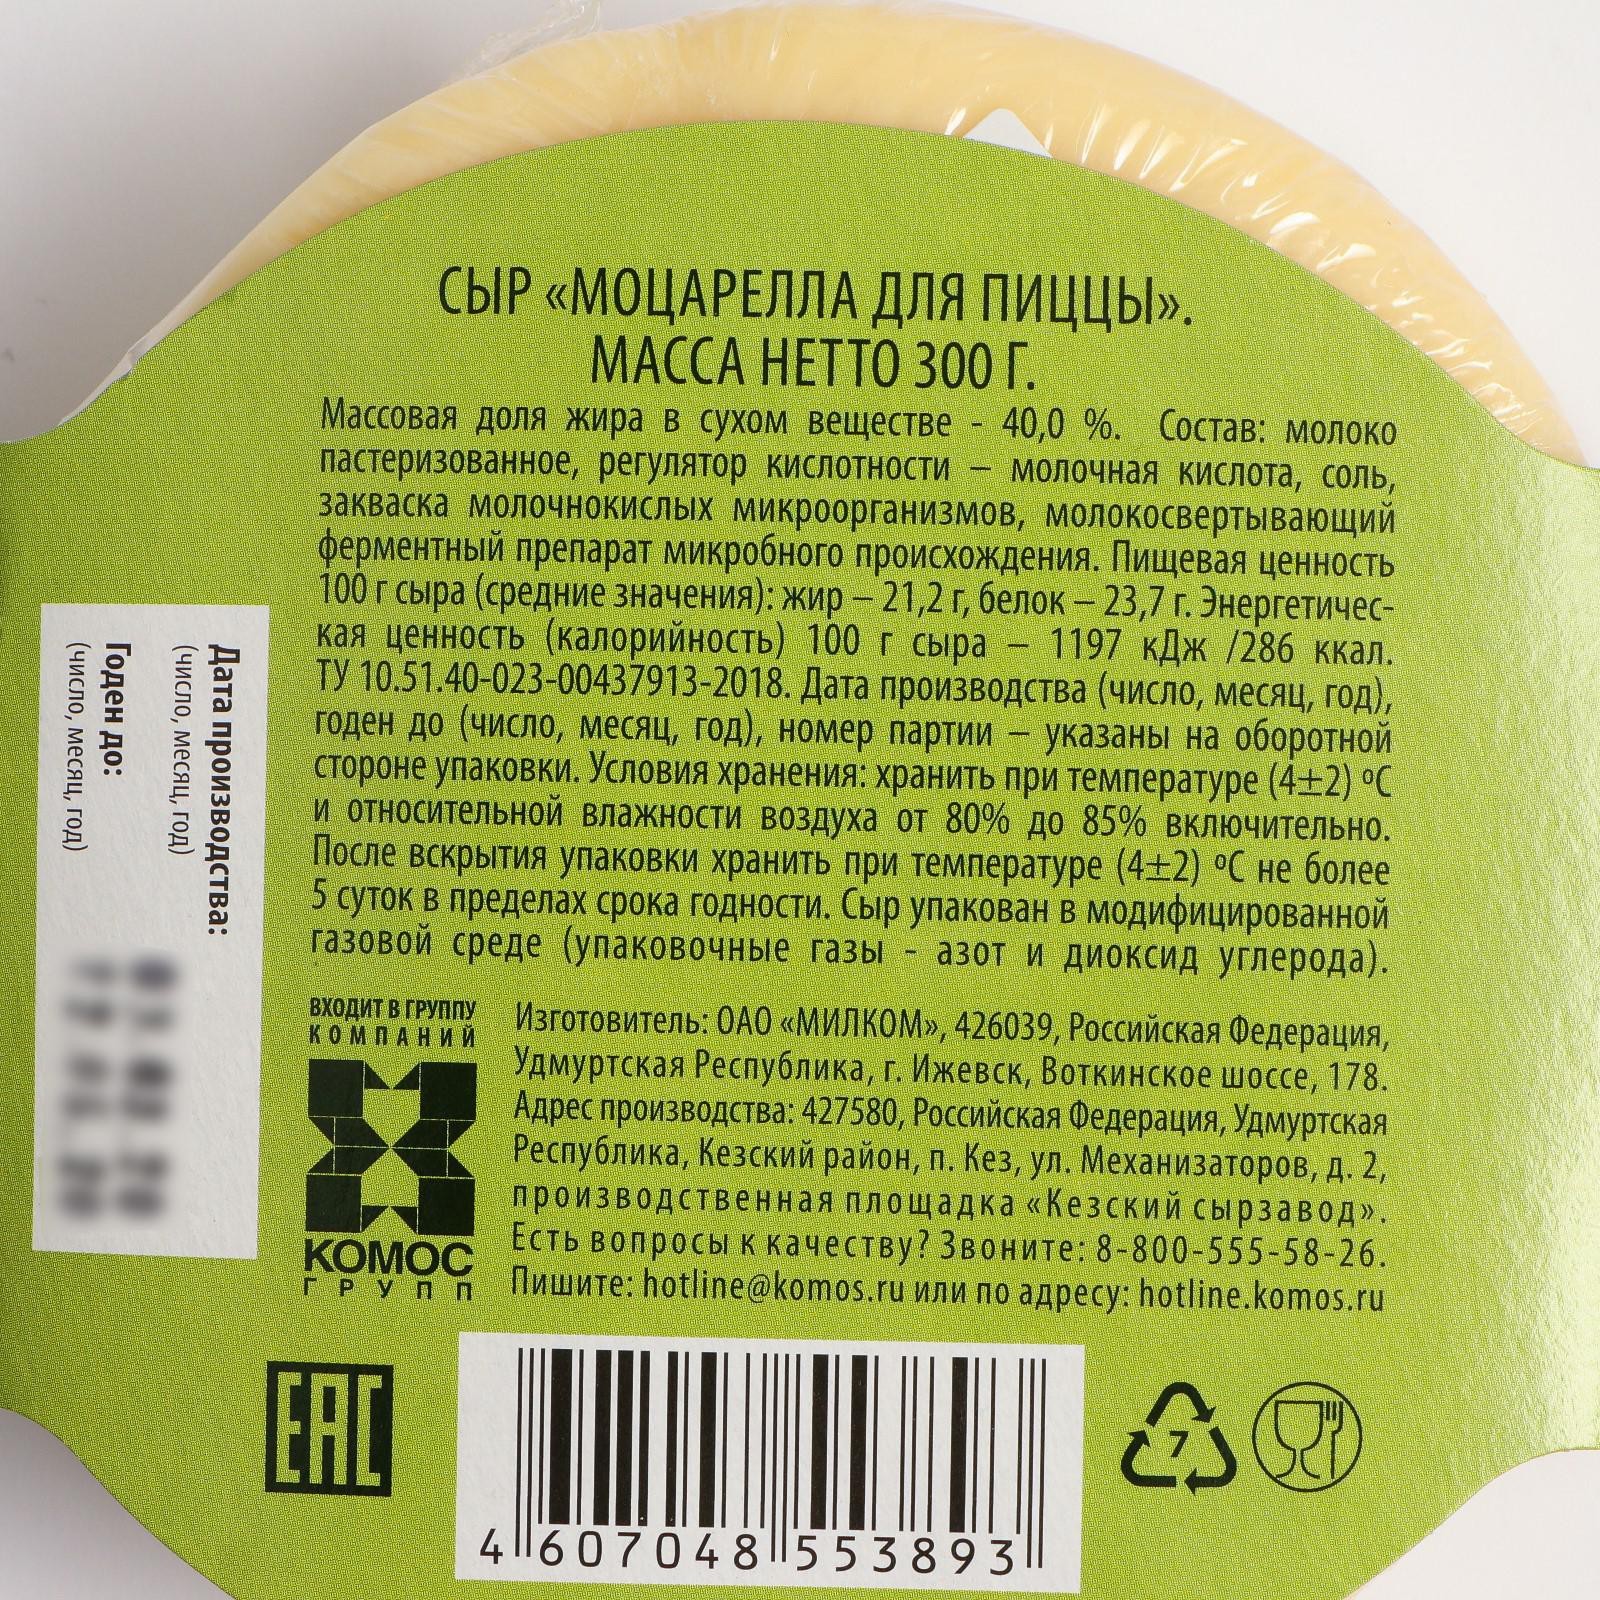 СЫР «МОЦАРЕЛЛА ДЛЯ ПИЦЦЫ».
МАССА НЕТТО 300 Г.
Массовая доля жира в сухом веществе - 40,0 %. Состав: молоко
пастеризованное, регулятор кислотности – молочная кислота, соль,
закваска молочнокислых микроорганизмов, молокосвертывающий
ферментный препарат микробного происхождения. Пищевая ценность
100 г сыра (средние значения): жир – 21,2 г, белок – 23,7 г. Энергетичес-
кая ценность (калорийность) 100 г сыра – 1197 кДж /286 ккал.
ТУ 10.51.40-023-00437913-2018. Дата производства (число, месяц, год),
годен до (число, месяц, год), номер партии – указаны на оборотной
стороне упаковки. Условия хранения: хранить при температуре (4±2) ºС
и относительной влажности воздуха от 80% до 85% включительно.
После вскрытия упаковки хранить при температуре (4±2) ºС не более
5 суток в пределах срока годности. Сыр упакован в модифицированной
газовой среде (упаковочные газы - азот и диоксид углерода).
Дата производства:
(число, месяц, год)
Годен до:
(число, месяц, год)
ВХОДИТ В ГРУППУ
КОМПАНИЙ
КОМОС
ГРУПП
Изготовитель: ОАО «МИЛКОМ», 426039, Российская Федерация,
Удмуртская Республика, г. Ижевск, Воткинское шоссе, 178.
Адрес производства: 427580, Российская Федерация, Удмуртская
Республика, Кезский район, п. Кез, ул. Механизаторов, д. 2,
производственная площадка «Кезский сырзавод».
Есть вопросы к качеству? Звоните: 8-800-555-58-26.
Пишите: hotline@komos.ru или по адресу: hotline.komos.ru
EAC
4 607048 553893
7